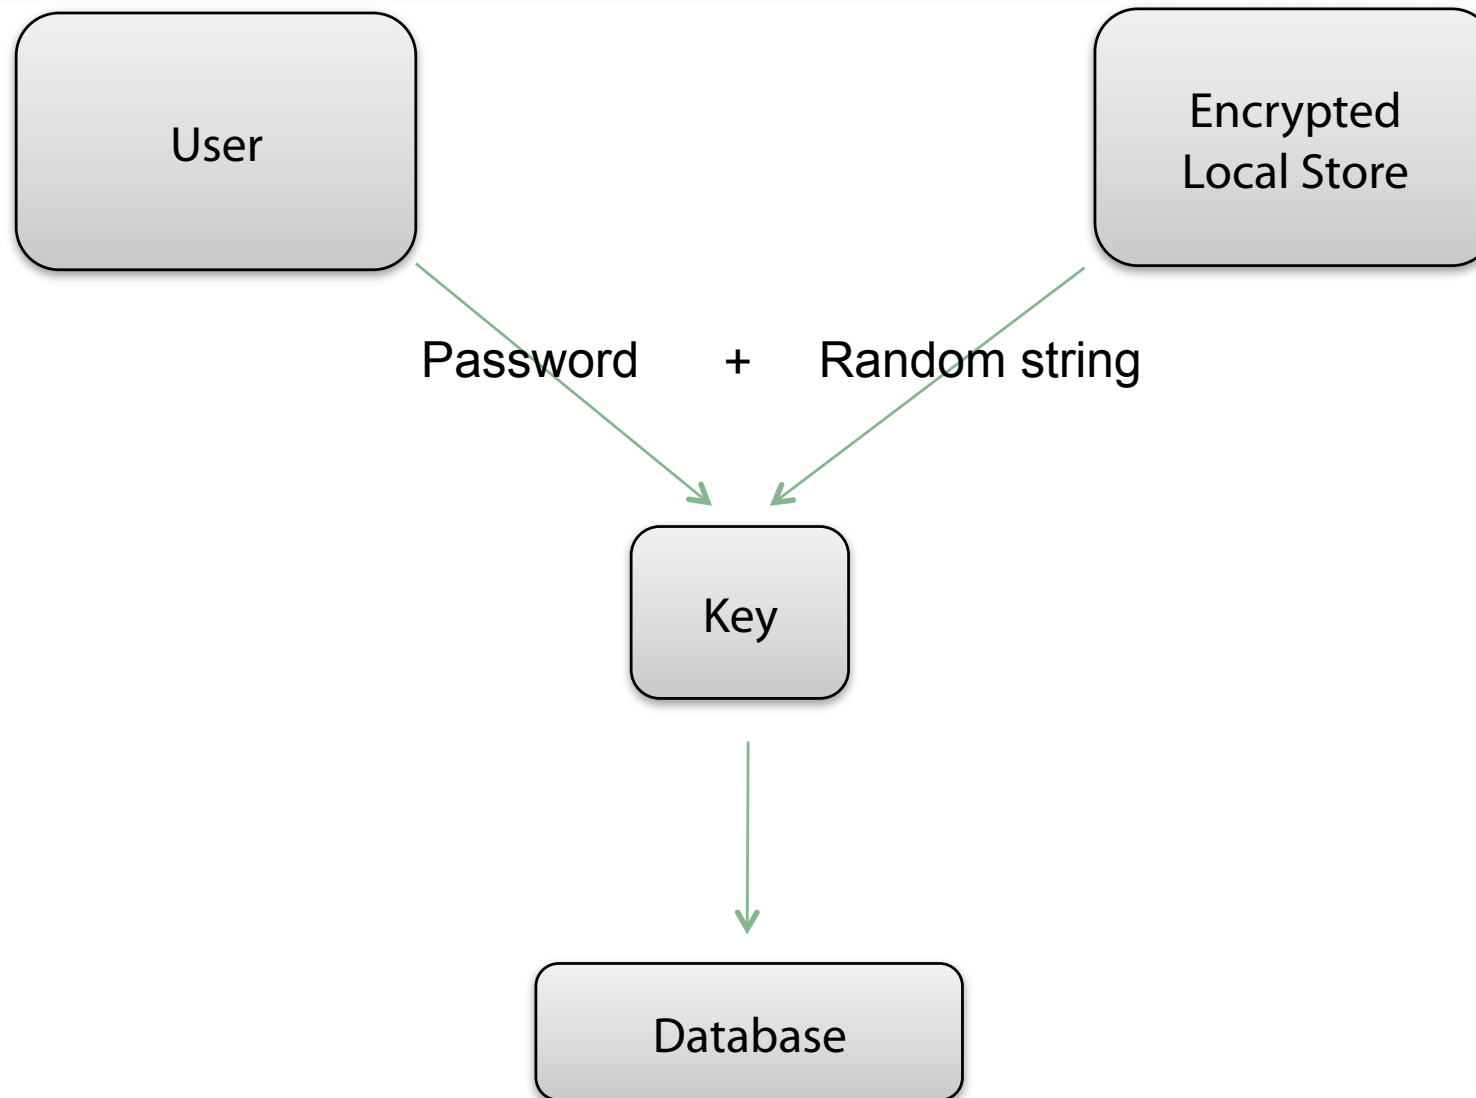 User
Encrypted
Local Store
Password + Random string
Key
Database